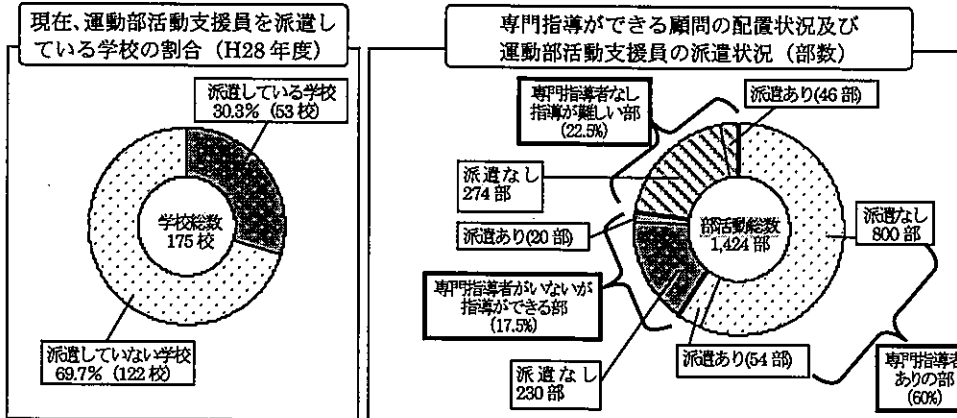 現在、運動部活動支援員を派遣し
ている学校の割合（H28年度）
派遣している学校
30.3%（53校）
学校総数
175校
派遣していない学校
69.7%（122校）
専門指導ができる顧問の配置状況及び
運動部活動支援員の派遣状況（部数）
専門指導者なし
指導が難しい部
(22.5%)
派遣あり(46部)
派遣なし
274部
派遣あり(20部)
部活動総数
1,424部
派遣なし
800部
専門指導者がいないが
指導ができる部
(17.5%)
派遣なし
230部
派遣あり(54部)
専門指導者
ありの部
(60%)